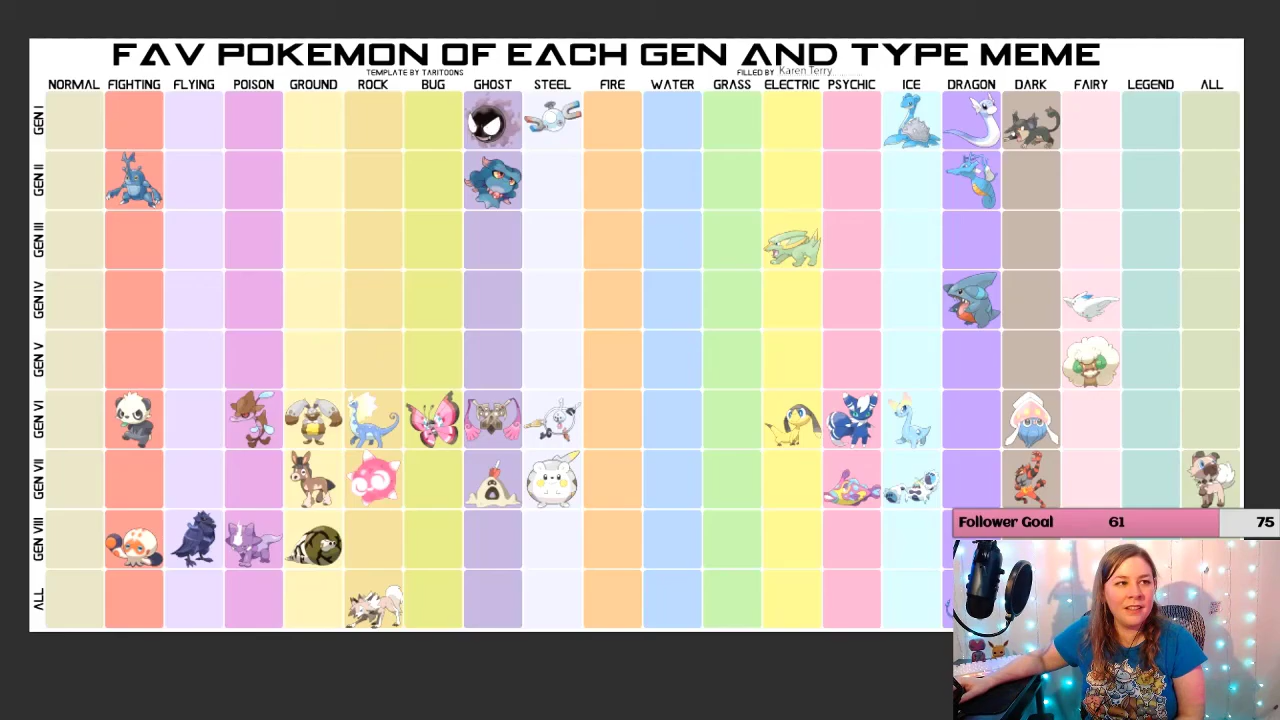 FAV POKEMON OF EACH GEN AND TYPE MEME
TEMPLATE BY TARITOONS
FILLED BY Karen Terry
NORMAL FIGHTING FLYING POISON GROUND ROCK BUG GHOST STEEL FIRE WATER GRASS ELECTRIC PSYCHIC ICE DRAGON DARK FAIRY LEGEND ALL
GEN I
GEN II
GEN III
GEN IV
GEN V
GEN VI
GEN VII
GEN VIII
ALL
Follower Goal 61 75